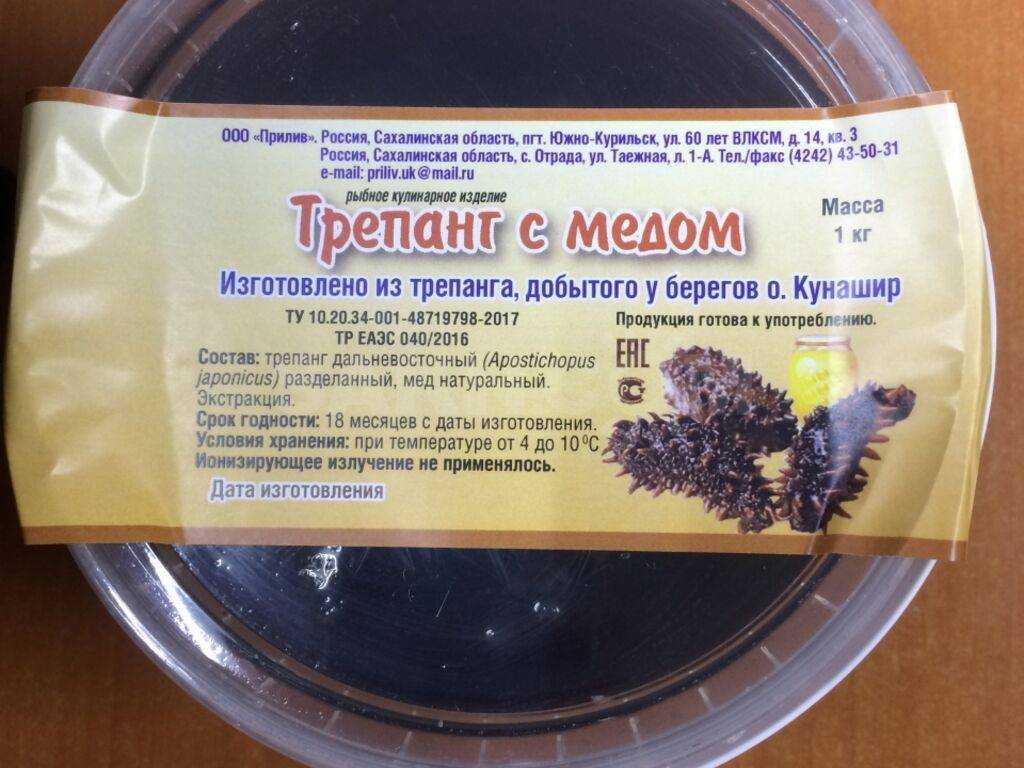 ООО «Прилив». Россия, Сахалинская область, пгт. Южно-Курильск, ул. 60 лет ВЛКСМ, д. 14, кв. 3
Россия, Сахалинская область, с. Отрада, ул. Таежная, л. 1-А. Тел./факс (4242) 43-50-31
e-mail: priliv.uk@mail.ru
рыбное кулинарное изделие
Трепанг с медом
Масса
1 кг
Изготовлено из трепанга, добытого у берегов о. Кунашир
ТУ 10.20.34-001-48719798-2017
ТР ЕАЭС 040/2016
Состав: трепанг дальневосточный (Apostichopus
japonicus) разделанный, мед натуральный.
Экстракция.
Срок годности: 18 месяцев с даты изготовления.
Условия хранения: при температуре от 4 до 10 ⁰С
Ионизирующее излучение не применялось.
Дата изготовления
Продукция готова к употреблению.
ЕАС